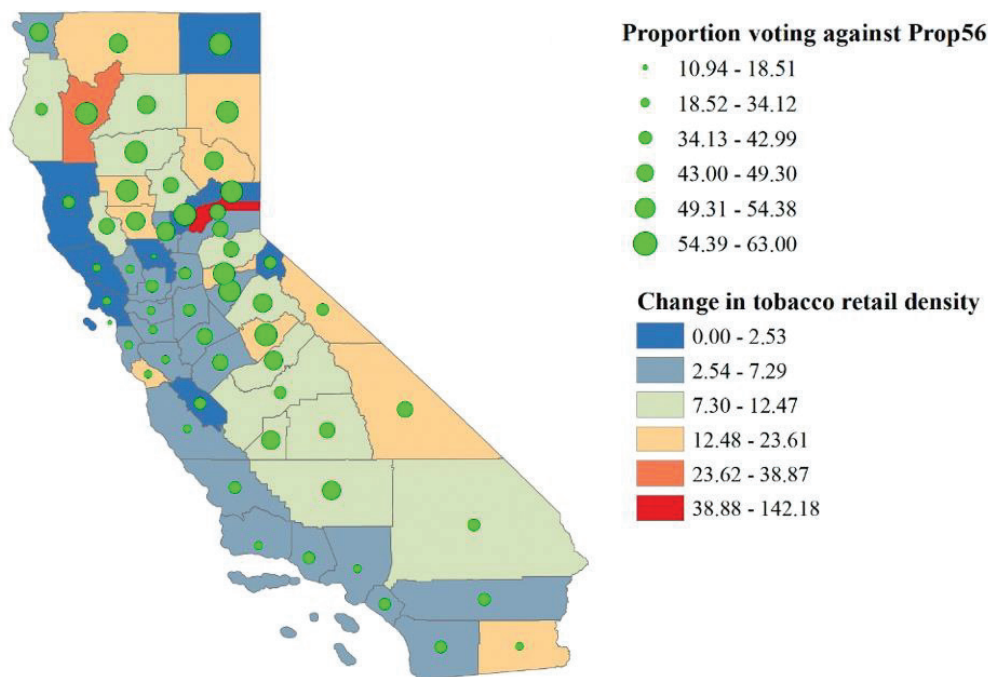 Proportion voting against Prop56
10.94 - 18.51
18.52 - 34.12
34.13 - 42.99
43.00 - 49.30
49.31 - 54.38
54.39 - 63.00
Change in tobacco retail density
0.00 - 2.53
2.54 - 7.29
7.30 - 12.47
12.48 - 23.61
23.62 - 38.87
38.88 - 142.18